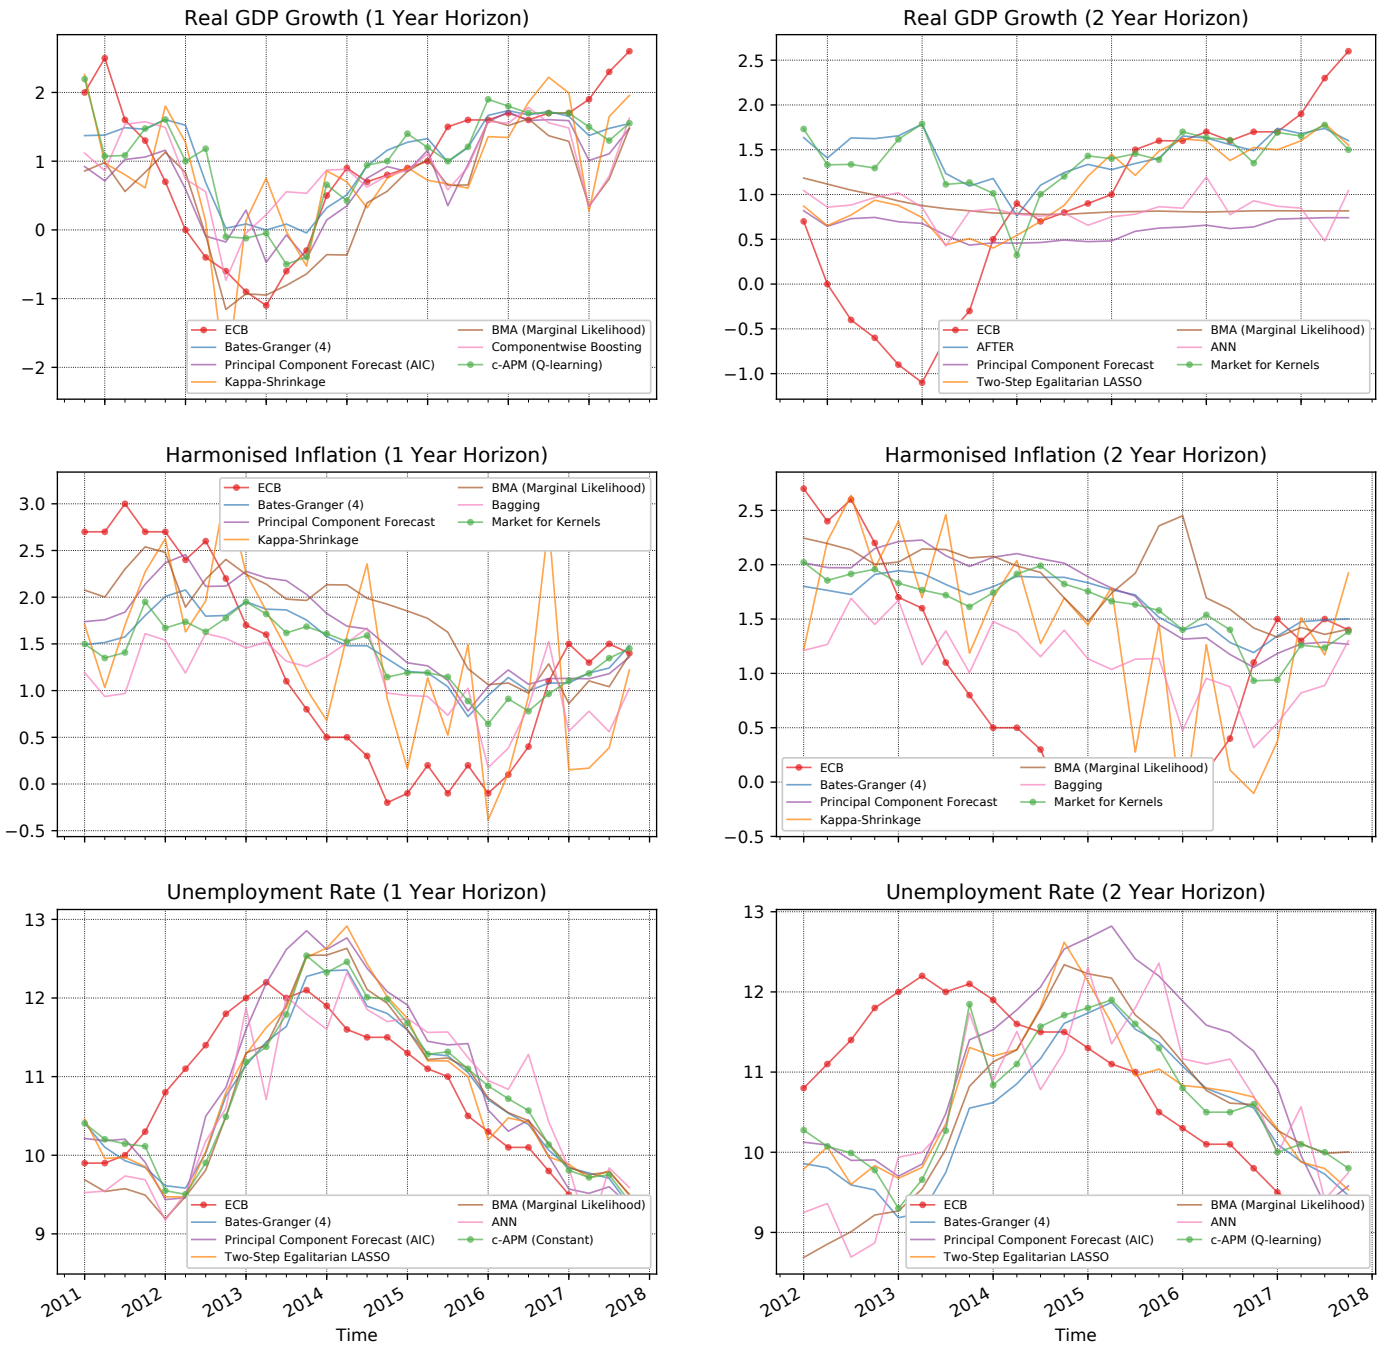 Real GDP Growth (1 Year Horizon)
2
1
0
−1
−2
ECB
Bates-Granger (4)
Principal Component Forecast (AIC)
Kappa-Shrinkage
BMA (Marginal Likelihood)
Componentwise Boosting
c-APM (Q-learning)
Real GDP Growth (2 Year Horizon)
2.5
2.0
1.5
1.0
0.5
0.0
−0.5
−1.0
ECB
AFTER
Principal Component Forecast
Two-Step Egalitarian LASSO
BMA (Marginal Likelihood)
ANN
Market for Kernels
Harmonised Inflation (1 Year Horizon)
3.0
2.5
2.0
1.5
1.0
0.5
0.0
−0.5
ECB
Bates-Granger (4)
Principal Component Forecast
Kappa-Shrinkage
BMA (Marginal Likelihood)
Bagging
Market for Kernels
Harmonised Inflation (2 Year Horizon)
2.5
2.0
1.5
1.0
0.5
0.0
−0.5
ECB
Bates-Granger (4)
Principal Component Forecast
Kappa-Shrinkage
BMA (Marginal Likelihood)
Bagging
Market for Kernels
Unemployment Rate (1 Year Horizon)
13
12
11
10
9
ECB
Bates-Granger (4)
Principal Component Forecast (AIC)
Two-Step Egalitarian LASSO
BMA (Marginal Likelihood)
ANN
c-APM (Constant)
2011
2012
2013
2014
2015
2016
2017
2018
Time
Unemployment Rate (2 Year Horizon)
13
12
11
10
9
ECB
Bates-Granger (4)
Principal Component Forecast (AIC)
Two-Step Egalitarian LASSO
BMA (Marginal Likelihood)
ANN
c-APM (Q-learning)
2012
2013
2014
2015
2016
2017
2018
Time